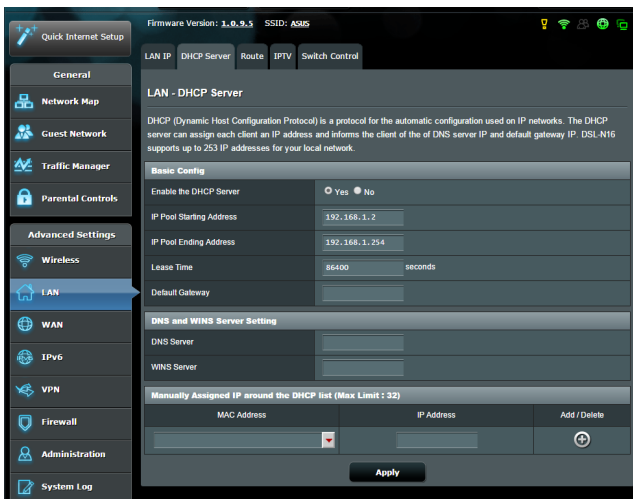 Firmware Version: 1.0.9.5 SSID: ASUS
Quick Internet Setup
General
Network Map
Guest Network
Traffic Manager
Parental Controls
Advanced Settings
Wireless
LAN
WAN
IPv6
VPN
Firewall
Administration
System Log
LAN IP DHCP Server Route IPTV Switch Control
LAN - DHCP Server
DHCP (Dynamic Host Configuration Protocol) is a protocol for the automatic configuration used on IP networks. The DHCP
server can assign each client an IP address and informs the client of the of DNS server IP and default gateway IP. DSL-N16
supports up to 253 IP addresses for your local network.
Basic Config
Enable the DHCP Server Yes No
IP Pool Starting Address 192.168.1.2
IP Pool Ending Address 192.168.1.254
Lease Time 86400 seconds
Default Gateway
DNS and WINS Server Setting
DNS Server
WINS Server
Manually Assigned IP around the DHCP list (Max Limit : 32)
MAC Address IP Address Add / Delete
Apply